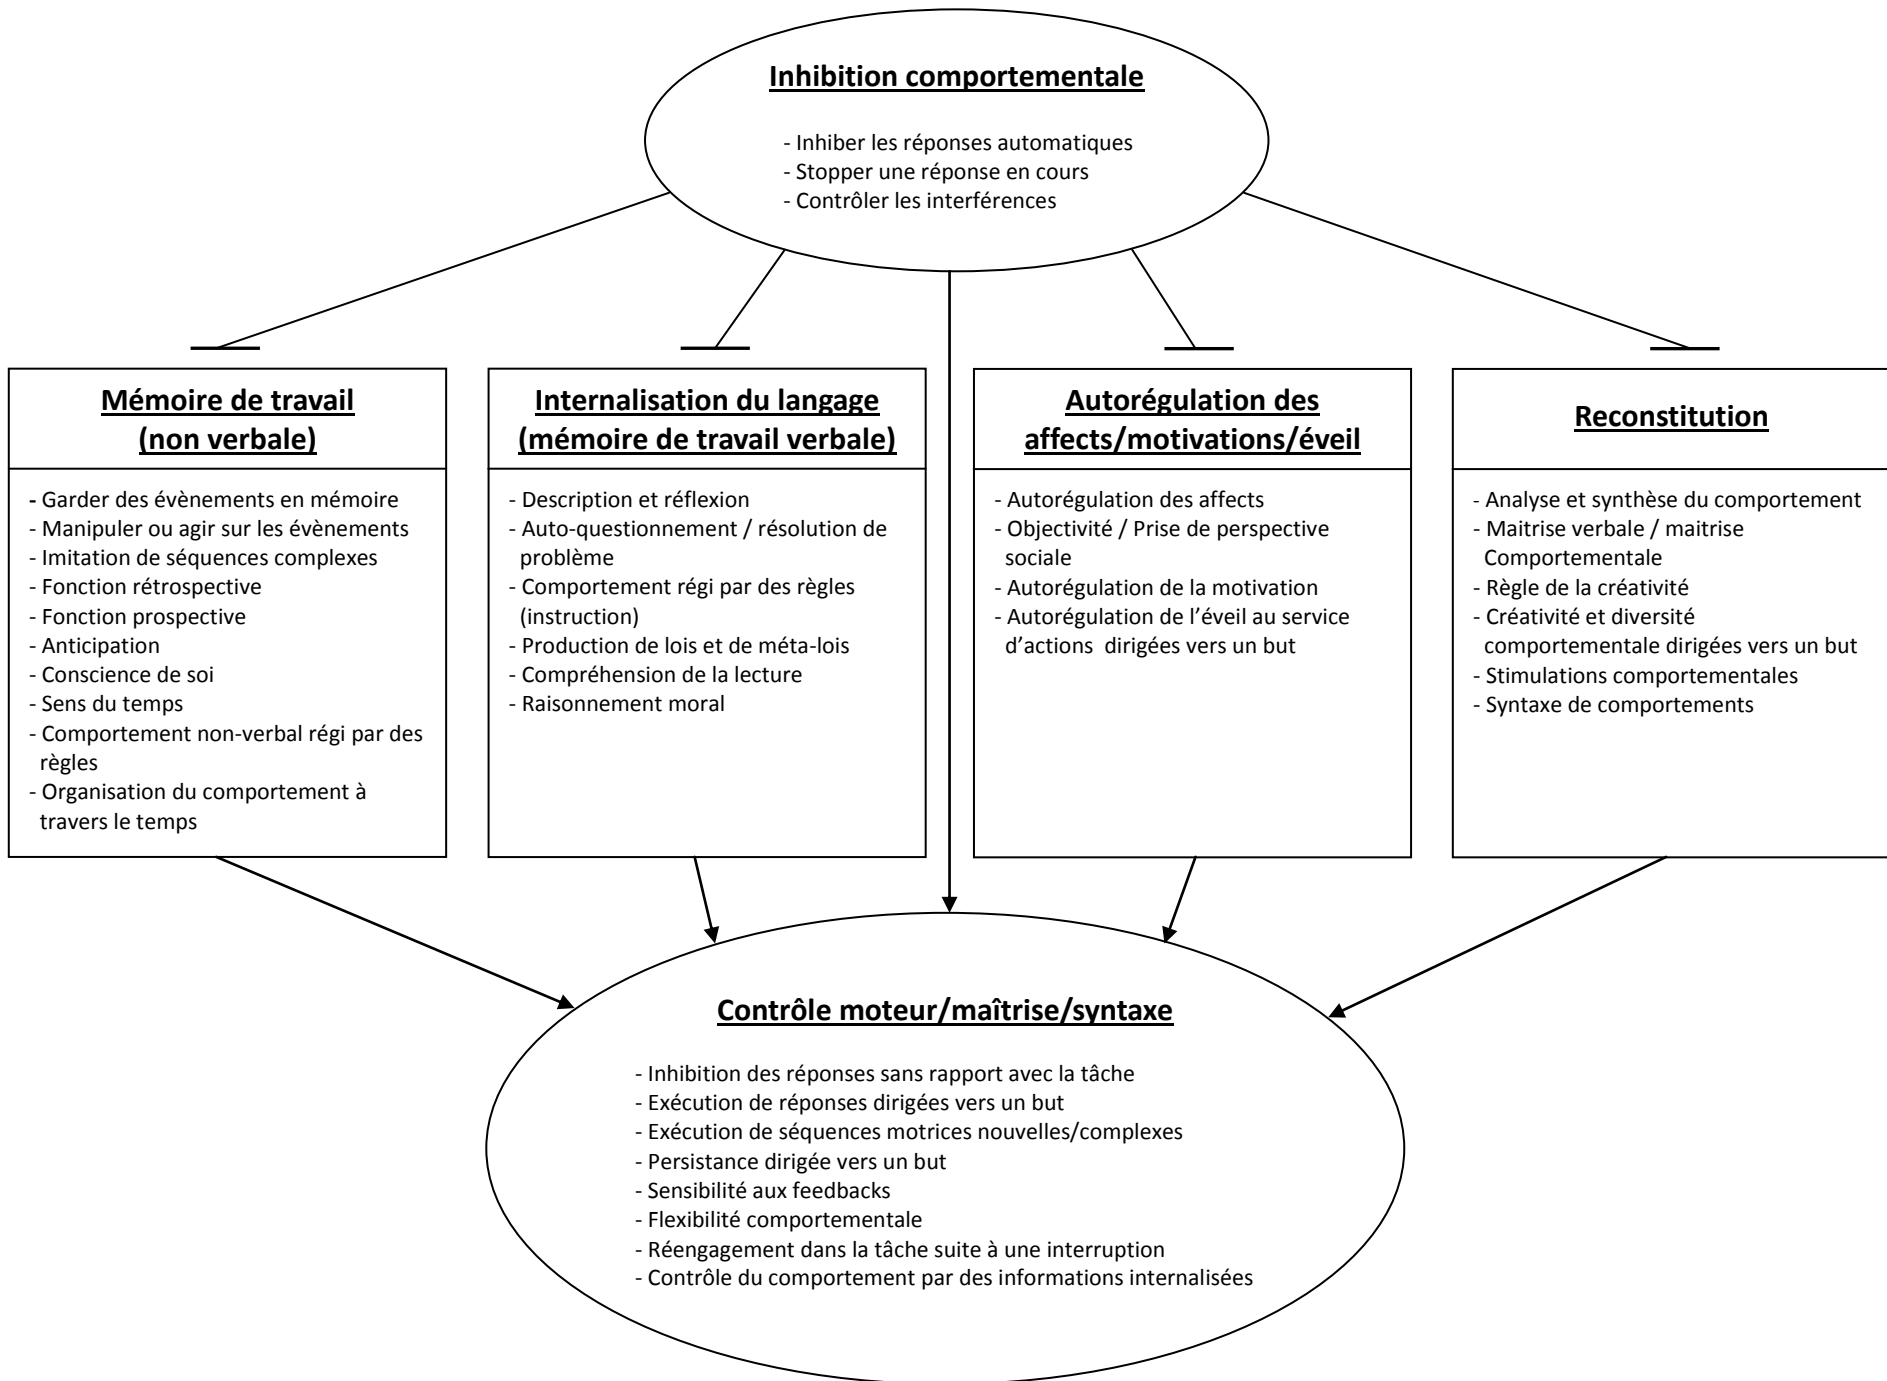 Inhibition comportementale
- Inhiber les réponses automatiques
- Stopper une réponse en cours
- Contrôler les interférences
Mémoire de travail
(non verbale)
- Garder des évènements en mémoire
- Manipuler ou agir sur les évènements
- Imitation de séquences complexes
- Fonction rétrospective
- Fonction prospective
- Anticipation
- Conscience de soi
- Sens du temps
- Comportement non-verbal régi par des
règles
- Organisation du comportement à
travers le temps
Internalisation du langage
(mémoire de travail verbale)
- Description et réflexion
- Auto-questionnement / résolution de
problème
- Comportement régi par des règles
(instruction)
- Production de lois et de méta-lois
- Compréhension de la lecture
- Raisonnement moral
Autorégulation des
affects/motivations/éveil
- Autorégulation des affects
- Objectivité / Prise de perspective
sociale
- Autorégulation de la motivation
- Autorégulation de l'éveil au service
d'actions dirigées vers un but
Reconstitution
- Analyse et synthèse du comportement
- Maitrise verbale / maitrise
Comportementale
- Règle de la créativité
- Créativité et diversité
comportementale dirigées vers un but
- Stimulations comportementales
- Syntaxe de comportements
Contrôle moteur/maîtrise/syntaxe
- Inhibition des réponses sans rapport avec la tâche
- Exécution de réponses dirigées vers un but
- Exécution de séquences motrices nouvelles/complexes
- Persistance dirigée vers un but
- Sensibilité aux feedbacks
- Flexibilité comportementale
- Réengagement dans la tâche suite à une interruption
- Contrôle du comportement par des informations internalisées